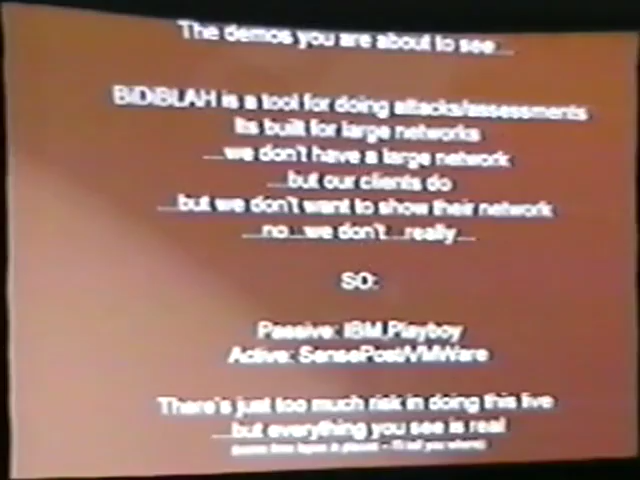 The demos you are about to see...
BiDiBLAH is a tool for doing attacks/assessments
Its built for large networks
....we don't have a large network
....but our clients do
....but we don't want to show their network
....no...we don't...really....
SO:
Passive: IBM,Playboy
Active: SensePost/VMWare
There's just too much risk in doing this live
....but everything you see is real